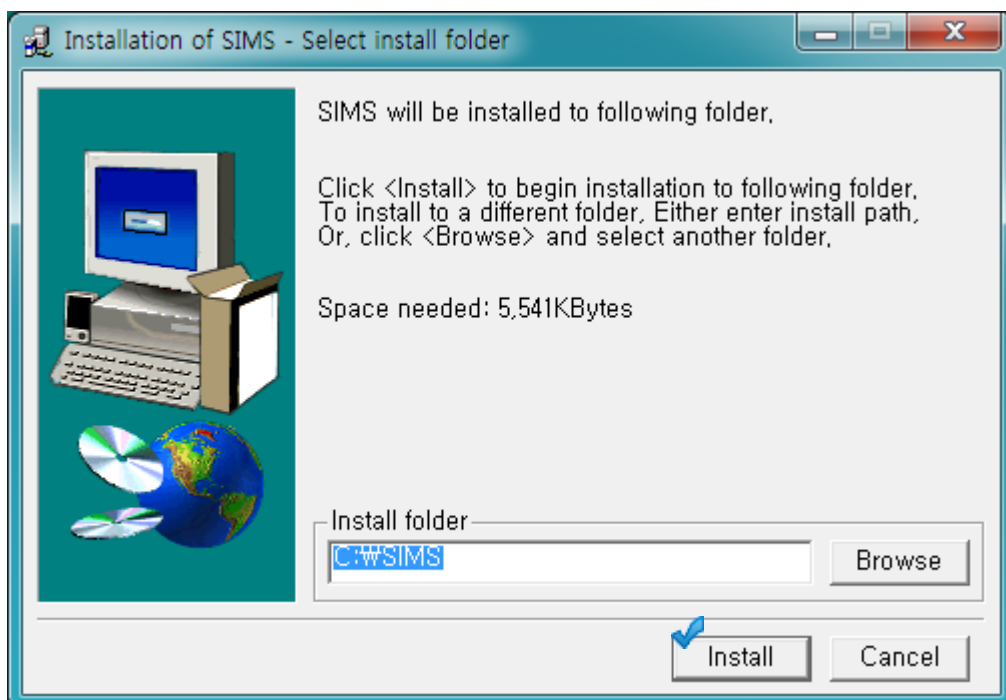 Installation of SIMS - Select install folder
SIMS will be installed to following folder.
Click <Install> to begin installation to following folder.
To install to a different folder, Either enter install path,
Or, click <Browse> and select another folder.
Space needed: 5,541KBytes
Install folder
C:₩SIMS
Browse
Install
Cancel